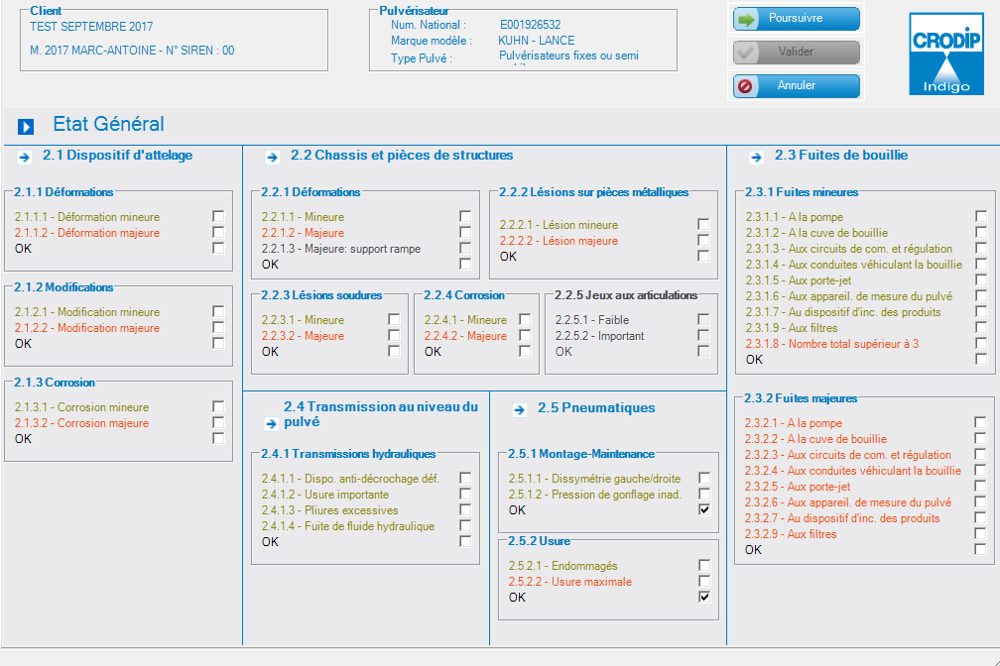 Client
TEST SEPTEMBRE 2017
M. 2017 MARC-ANTOINE - N° SIREN : 00
Pulvérisateur
Num. National : E001926532
Marque modèle : KUHN - LANCE
Type Pulvé : Pulvérisateurs fixes ou semi
Poursuivre
Valider
Annuler
CRODIP
Indigo
Etat Général
2.1 Dispositif d'attelage
2.1.1 Déformations
2.1.1.1 - Déformation mineure
2.1.1.2 - Déformation majeure
OK
2.1.2 Modifications
2.1.2.1 - Modification mineure
2.1.2.2 - Modification majeure
OK
2.1.3 Corrosion
2.1.3.1 - Corrosion mineure
2.1.3.2 - Corrosion majeure
OK
2.2 Chassis et pièces de structures
2.2.1 Déformations
2.2.1.1 - Mineure
2.2.1.2 - Majeure
2.2.1.3 - Majeure: support rampe
OK
2.2.2 Lésions sur pièces métalliques
2.2.2.1 - Lésion mineure
2.2.2.2 - Lésion majeure
OK
2.2.3 Lésions soudures
2.2.3.1 - Mineure
2.2.3.2 - Majeure
OK
2.2.4 Corrosion
2.2.4.1 - Mineure
2.2.4.2 - Majeure
OK
2.2.5 Jeux aux articulations
2.2.5.1 - Faible
2.2.5.2 - Important
OK
2.4 Transmission au niveau du
pulvé
2.4.1 Transmissions hydrauliques
2.4.1.1 - Dispo. anti-décrochage déf.
2.4.1.2 - Usure importante
2.4.1.3 - Pliures excessives
2.4.1.4 - Fuite de fluide hydraulique
OK
2.5 Pneumatiques
2.5.1 Montage-Maintenance
2.5.1.1 - Dissymétrie gauche/droite
2.5.1.2 - Pression de gonflage inad.
OK
2.5.2 Usure
2.5.2.1 - Endommagés
2.5.2.2 - Usure maximale
OK
2.3 Fuites de bouillie
2.3.1 Fuites mineures
2.3.1.1 - A la pompe
2.3.1.2 - A la cuve de bouillie
2.3.1.3 - Aux circuits de com. et régulation
2.3.1.4 - Aux conduites véhiculant la bouillie
2.3.1.5 - Aux porte-jet
2.3.1.6 - Aux appareil. de mesure du pulvé
2.3.1.7 - Au dispositif d'inc. des produits
2.3.1.9 - Aux filtres
2.3.1.8 - Nombre total supérieur à 3
OK
2.3.2 Fuites majeures
2.3.2.1 - A la pompe
2.3.2.2 - A la cuve de bouillie
2.3.2.3 - Aux circuits de com. et régulation
2.3.2.4 - Aux conduites véhiculant la bouillie
2.3.2.5 - Aux porte-jet
2.3.2.6 - Aux appareil. de mesure du pulvé
2.3.2.7 - Au dispositif d'inc. des produits
2.3.2.9 - Aux filtres
OK